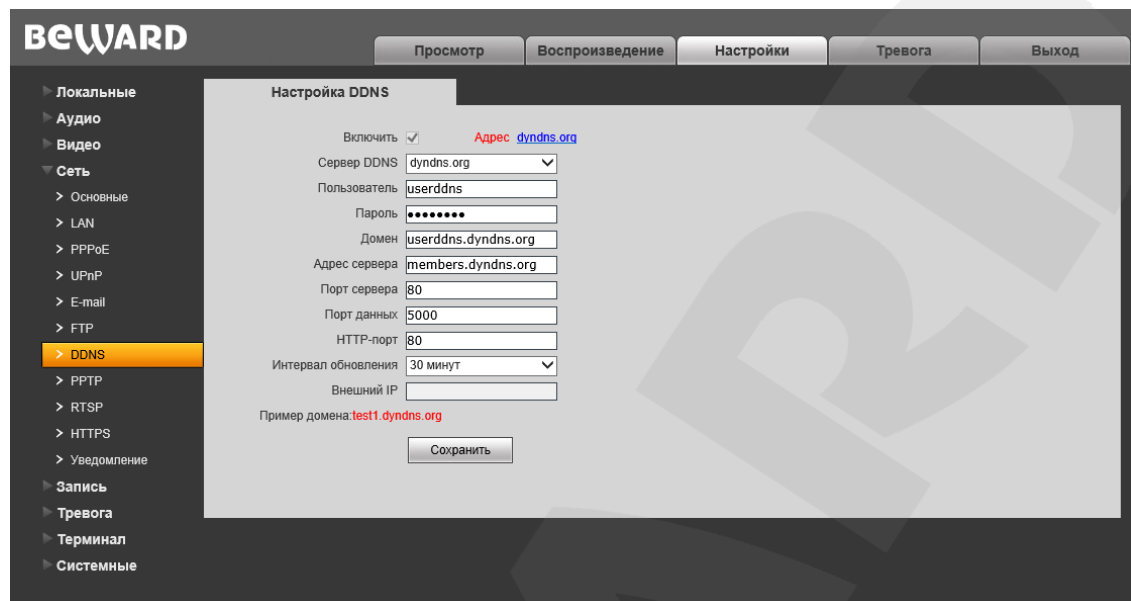 BEWARD
Просмотр Воспроизведение Настройки Тревога Выход
Локальные
Аудио
Видео
Сеть
> Основные
> LAN
> PPPoE
> UPnP
> E-mail
> FTP
> DDNS
> PPTP
> RTSP
> HTTPS
> Уведомление
Запись
Тревога
Терминал
Системные
Настройка DDNS
Включить Адрес dyndns.org
Сервер DDNS dyndns.org
Пользователь userddns
Пароль ●●●●●●●●
Домен userddns.dyndns.org
Адрес сервера members.dyndns.org
Порт сервера 80
Порт данных 5000
HTTP-порт 80
Интервал обновления 30 минут
Внешний IP
Пример домена:test1.dyndns.org
Сохранить